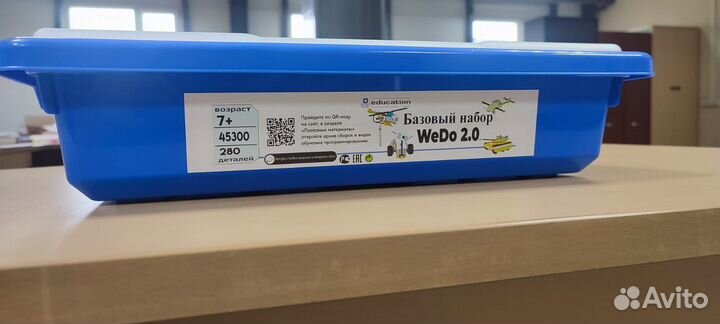 возраст
7+
45300
280
деталей
Пройдите по QR-коду
на сайт, в разделе
«Полезные материалы»
откройте архив сборок и видео
обучение программированию.
education
Базовый набор
WeDo 2.0
EAC
Avito